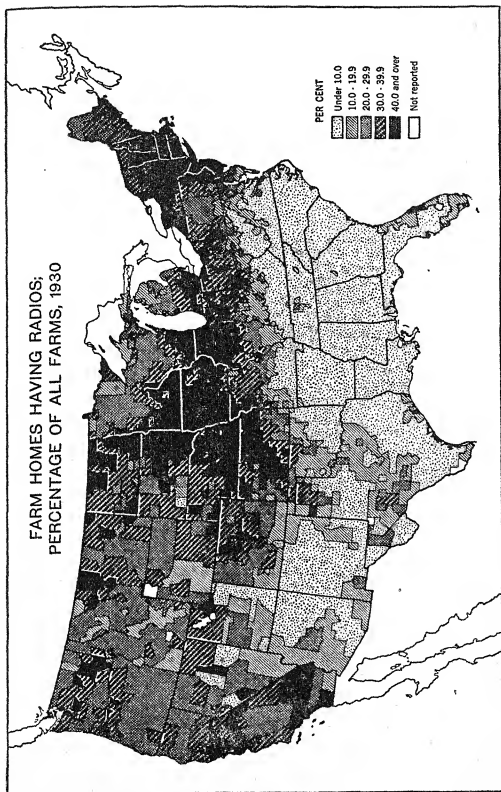 FARM HOMES HAVING RADIOS;
PERCENTAGE OF ALL FARMS, 1930
PER CENT
Under 10.0
10.0 - 19.9
20.0 - 29.9
30.0 - 39.9
40.0 and over
Not reported